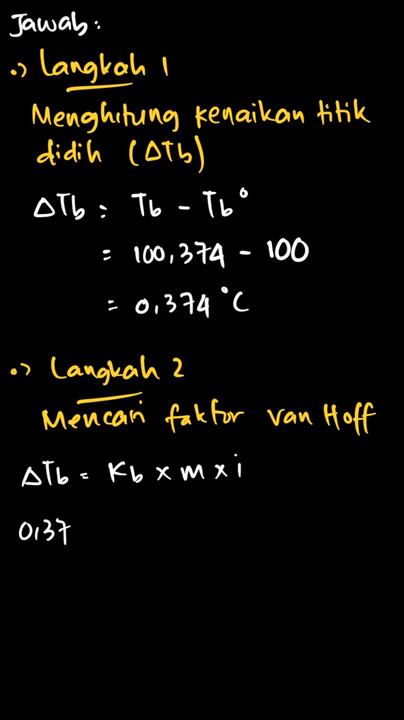 Jawab :
.:) Langkah 1
Menghitung kenaikan titik
didih (ΔTb)
ΔTb = Tb - Tb°
= 100,374 - 100
= 0,374 °C
.:) Langkah 2
Mencari faktor Van Hoff
ΔTb = Kb x m x i
0,37